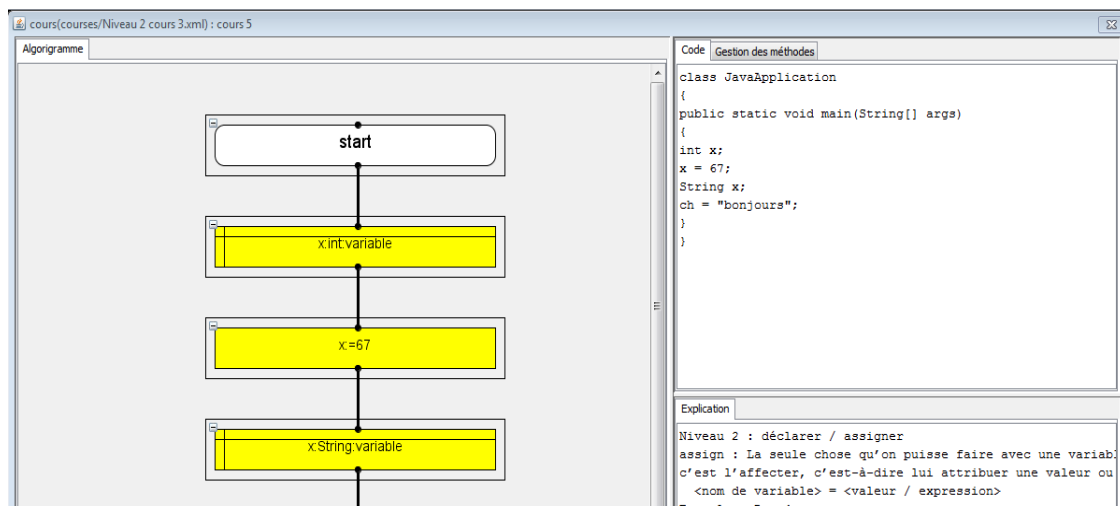 cours(courses/Niveau 2 cours 3.xml) : cours 5
Algorigramme
start
x:int:variable
x:=67
x:String:variable
Code Gestion des méthodes
class JavaApplication
{
public static void main(String[] args)
{
int x;
x = 67;
String x;
ch = "bonjours";
}
}
Explication
Niveau 2 : déclarer / assigner
assign : La seule chose qu'on puisse faire avec une variabl
c'est l'affecter, c'est-à-dire lui attribuer une valeur ou
<nom de variable> = <valeur / expression>